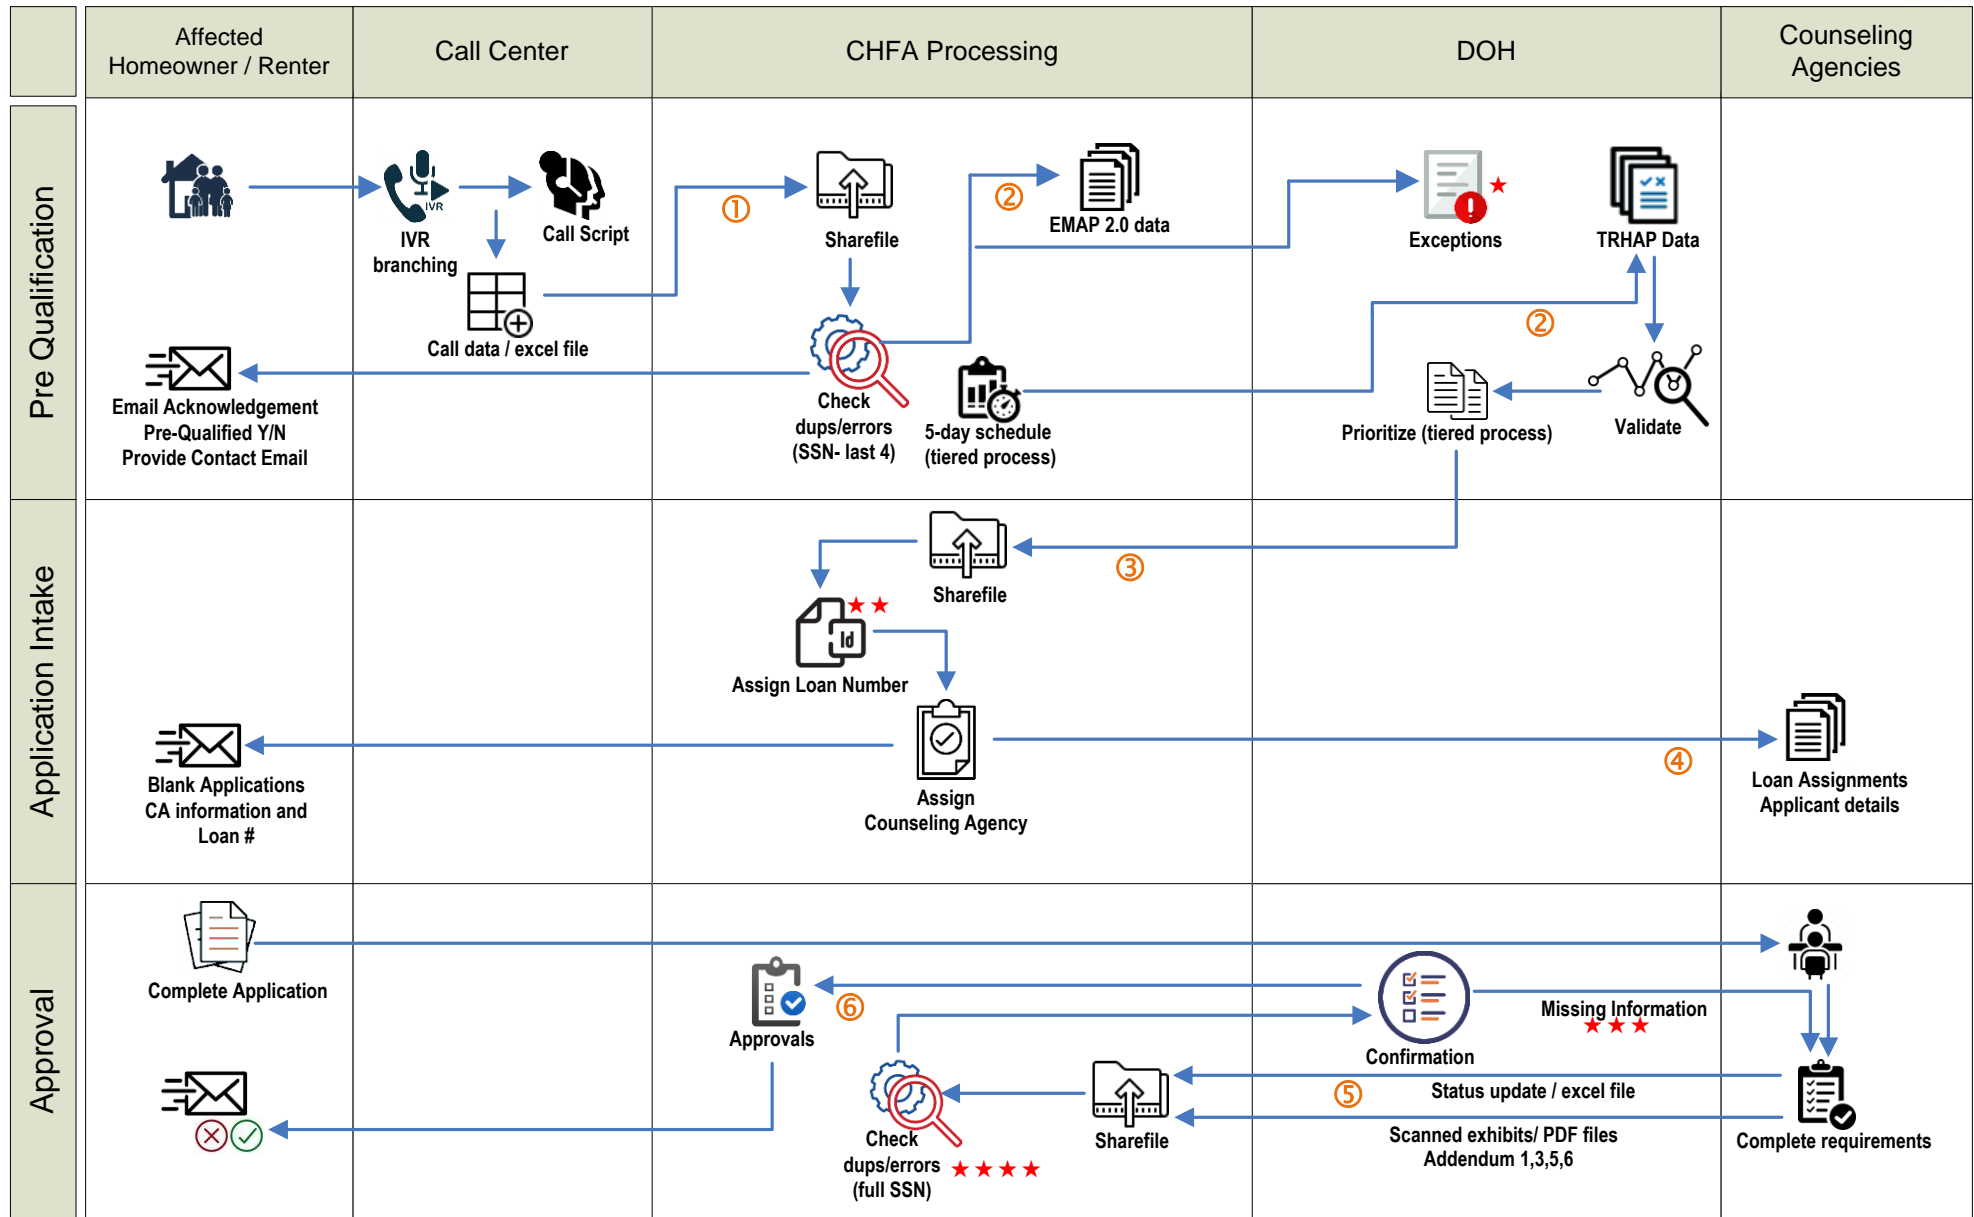 Affected
Homeowner / Renter
Call Center
CHFA Processing
DOH
Counseling
Agencies
Pre Qualification
IVR
IVR
branching
Call Script
Call data / excel file
①
Sharefile
②
EMAP 2.0 data
Exceptions
TRHAP Data
②
Email Acknowledgement
Pre-Qualified Y/N
Provide Contact Email
Check
dups/errors
(SSN- last 4)
5-day schedule
(tiered process)
Prioritize (tiered process)
Validate
Application Intake
Sharefile
③
Id
Assign Loan Number
Blank Applications
CA information and
Loan #
Assign
Counseling Agency
④
Loan Assignments
Applicant details
Approval
Complete Application
Approvals
⑥
Confirmation
Missing Information
Check
dups/errors
(full SSN)
Sharefile
⑤
Status update / excel file
Scanned exhibits/ PDF files
Addendum 1,3,5,6
Complete requirements